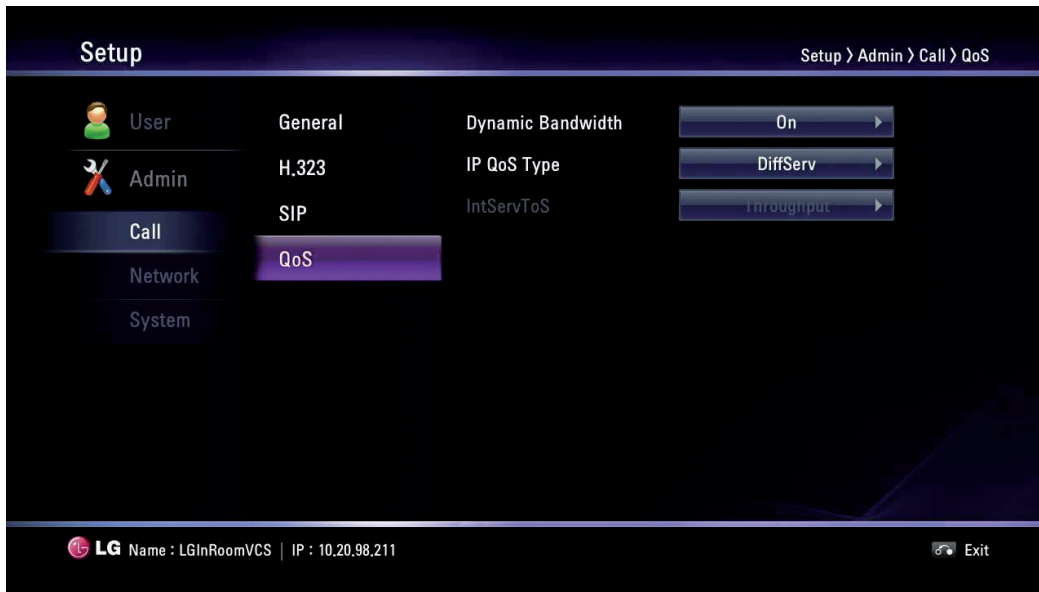 Setup
Setup > Admin > Call > QoS
User
Admin
Call
Network
System
General
H.323
SIP
QoS
Dynamic Bandwidth On
IP QoS Type DiffServ
IntServToS Throughput
LG Name : LGInRoomVCS | IP : 10.20.98.211
Exit